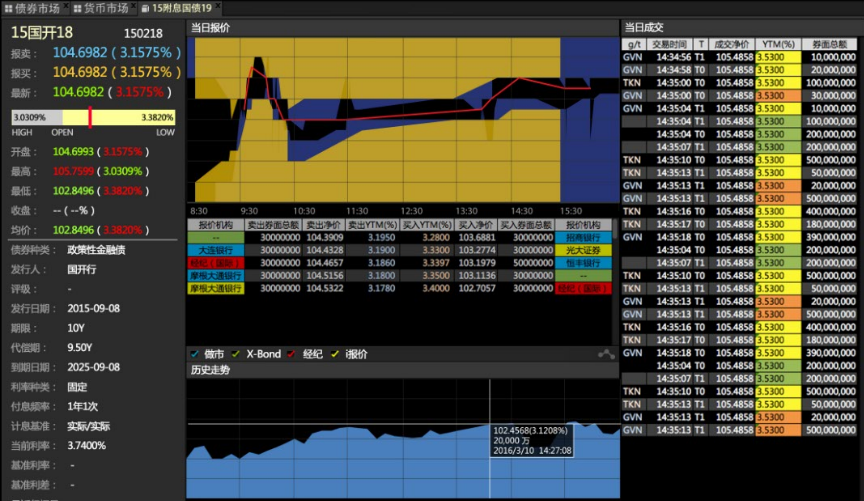 债券市场 货币市场 15附息国债19
15国开18 150218
报卖： 104.6982 ( 3.1575% )
报买： 104.6982 ( 3.1575% )
最新： 104.6982 ( 3.1575% )
3.0309% 3.3820%
HIGH OPEN LOW
开盘： 104.6993 ( 3.1575% )
最高： 105.7599 ( 3.0309% )
最低： 102.8496 ( 3.3820% )
收盘： -- ( --% )
均价： 102.8496 ( 3.3820% )
债券种类： 政策性金融债
发行人： 国开行
评级： -
发行日期： 2015-09-08
期限： 10Y
代偿期： 9.50Y
到期日期： 2025-09-08
利率种类： 固定
付息频率： 1年1次
计息基准： 实际/实际
当前利率： 3.7400%
基准利率： -
基准利差： -
当日报价
8:30 9:30 10:30 11:30 12:30 13:30 14:30 15:30
报价机构 卖出券面总额 卖出净价 卖出YTM(%) 买入YTM(%) 买入净价 买入券面总额 报价机构
-- 30000000 104.3909 3.1950 3.2800 103.6881 30000000 招商银行
大连银行 30000000 104.4328 3.1900 3.3300 103.2774 30000000 光大证券
经纪（国际） 30000000 104.4657 3.1860 3.3397 103.1979 50000000 恒丰银行
摩根大通银行 30000000 104.5156 3.1800 3.3500 103.1136 30000000 --
摩根大通银行 30000000 104.5322 3.1780 3.4000 102.7057 30000000 经纪（国际）
做市 X-Bond 经纪 i报价
历史走势
102.4568(3.1208%)
20,000 万
2016/3/10 14:27:08
当日成交
g/t 交易时间 T 成交净价 YTM(%) 券面总额
GVN 14:34:56 T1 105.4858 3.5300 10,000,000
GVN 14:34:58 T0 105.4858 3.5300 20,000,000
TKN 14:35:00 T0 105.4858 3.5300 100,000,000
GVN 14:35:00 T0 105.4858 3.5300 30,000,000
GVN 14:35:04 T1 105.4858 3.5300 10,000,000
14:35:04 T1 105.4858 3.5300 100,000,000
14:35:04 T0 105.4858 3.5300 200,000,000
14:35:07 T1 105.4858 3.5300 200,000,000
TKN 14:35:10 T0 105.4858 3.5300 500,000,000
TKN 14:35:13 T1 105.4858 3.5300 50,000,000
GVN 14:35:13 T1 105.4858 3.5300 20,000,000
GVN 14:35:13 T1 105.4858 3.5300 500,000,000
TKN 14:35:16 T0 105.4858 3.5300 400,000,000
TKN 14:35:17 T0 105.4858 3.5300 180,000,000
GVN 14:35:18 T0 105.4858 3.5300 390,000,000
14:35:04 T0 105.4858 3.5300 200,000,000
14:35:07 T1 105.4858 3.5300 200,000,000
TKN 14:35:10 T0 105.4858 3.5300 500,000,000
TKN 14:35:13 T1 105.4858 3.5300 50,000,000
GVN 14:35:13 T1 105.4858 3.5300 20,000,000
GVN 14:35:13 T1 105.4858 3.5300 500,000,000
TKN 14:35:16 T0 105.4858 3.5300 400,000,000
TKN 14:35:17 T0 105.4858 3.5300 180,000,000
GVN 14:35:18 T0 105.4858 3.5300 390,000,000
14:35:04 T0 105.4858 3.5300 200,000,000
14:35:07 T1 105.4858 3.5300 200,000,000
TKN 14:35:10 T0 105.4858 3.5300 500,000,000
TKN 14:35:13 T1 105.4858 3.5300 50,000,000
GVN 14:35:13 T1 105.4858 3.5300 20,000,000
GVN 14:35:13 T1 105.4858 3.5300 500,000,000